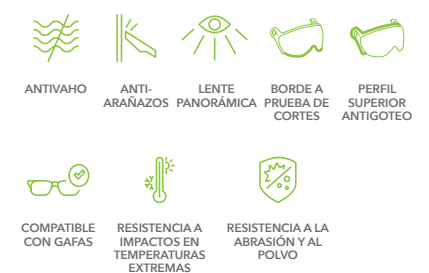 ANTIVAHO
ANTI-
ARAÑAZOS
LENTE
PANORÁMICA
BORDE A
PRUEBA DE
CORTES
PERFIL
SUPERIOR
ANTIGOTEO
COMPATIBLE
CON GAFAS
RESISTENCIA A
IMPACTOS EN
TEMPERATURAS
EXTREMAS
RESISTENCIA A LA
ABRASIÓN Y AL
POLVO